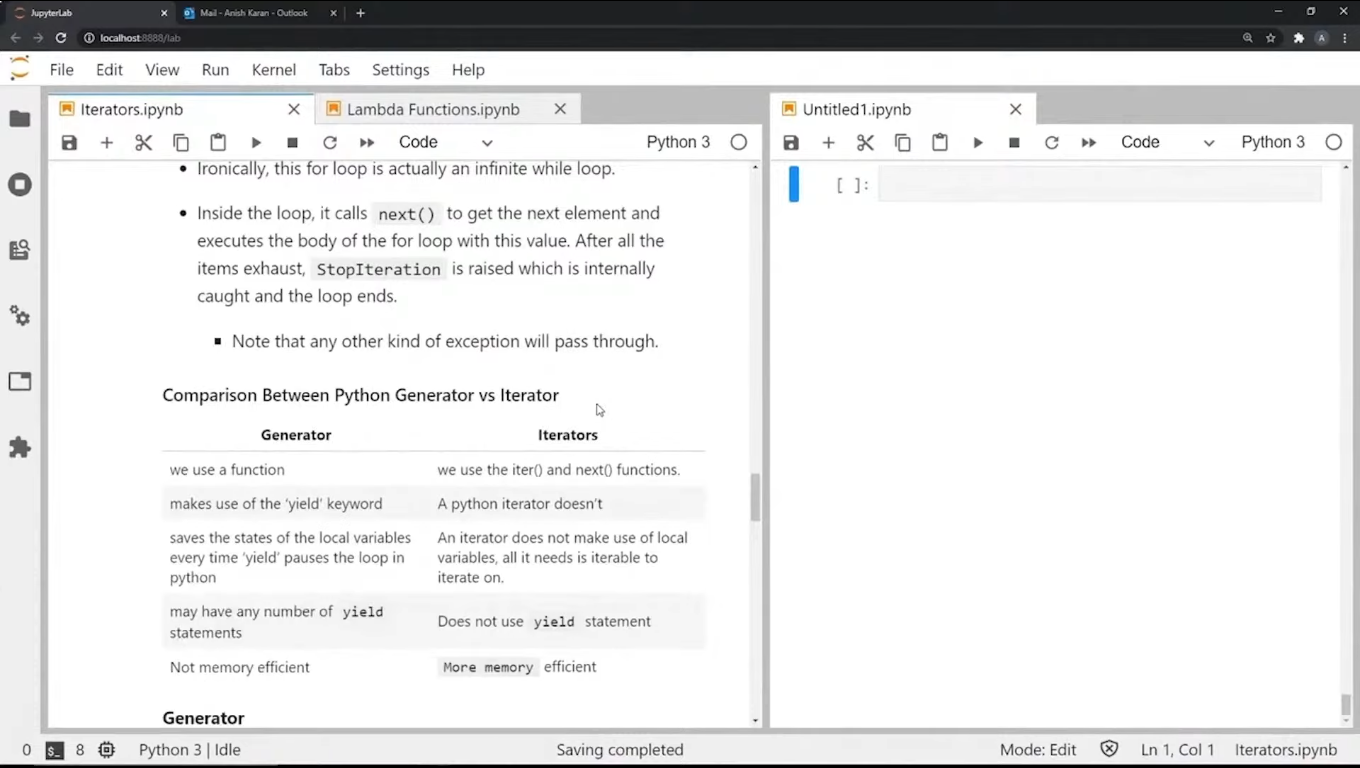 JupyterLab
Mail - Anish Karan - Outlook
localhost:8888/lab
A
File Edit View Run Kernel Tabs Settings Help
Iterators.ipynb
Lambda Functions.ipynb
Untitled1.ipynb
Code
Python 3
Code
Python 3
Ironically, this for loop is actually an infinite while loop.
[ ]:
Inside the loop, it calls next() to get the next element and
executes the body of the for loop with this value. After all the
items exhaust, StopIteration is raised which is internally
caught and the loop ends.
Note that any other kind of exception will pass through.
Comparison Between Python Generator vs Iterator
Generator Iterators
we use a function we use the iter() and next() functions.
makes use of the ‘yield’ keyword A python iterator doesn’t
saves the states of the local variables An iterator does not make use of local
every time ‘yield’ pauses the loop in variables, all it needs is iterable to
python iterate on.
may have any number of yield
statements
Does not use yield statement
Not memory efficient More memory efficient
Generator
0 $_ 8 Python 3 | Idle Saving completed Mode: Edit Ln 1, Col 1 Iterators.ipynb